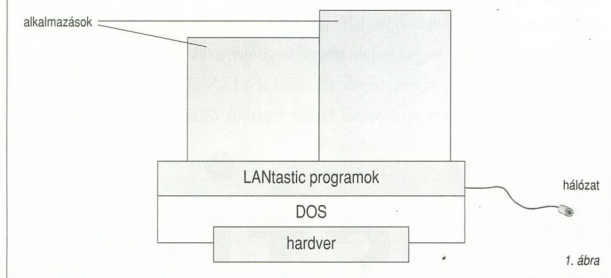 alkalmazások
LANtastic programok
hálózat
DOS
hardver
1. ábra